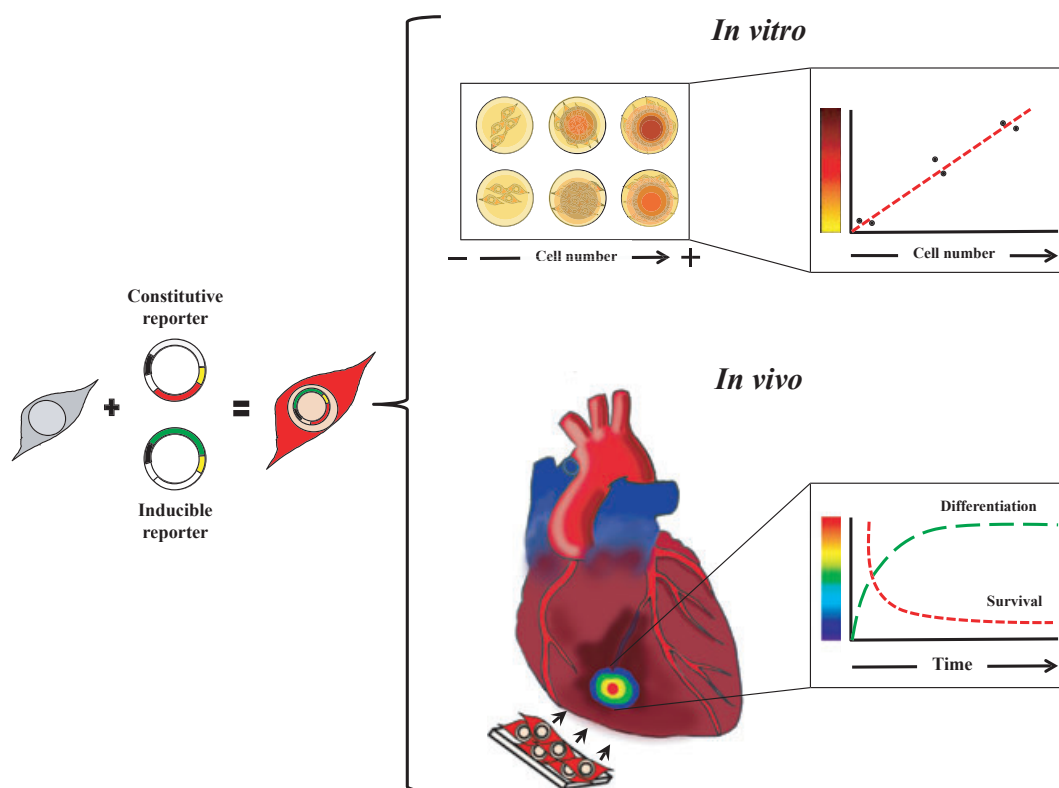 In vitro
− Cell number +
Cell number
Constitutive
reporter
+ =
Inducible
reporter
In vivo
Differentiation
Survival
Time